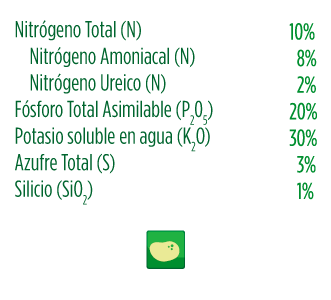 Nitrógeno Total (N) 10%
Nitrógeno Amoniacal (N) 8%
Nitrógeno Ureico (N) 2%
Fósforo Total Asimilable (P₂O₅) 20%
Potasio soluble en agua (K₂O) 30%
Azufre Total (S) 3%
Silicio (SiO₂) 1%